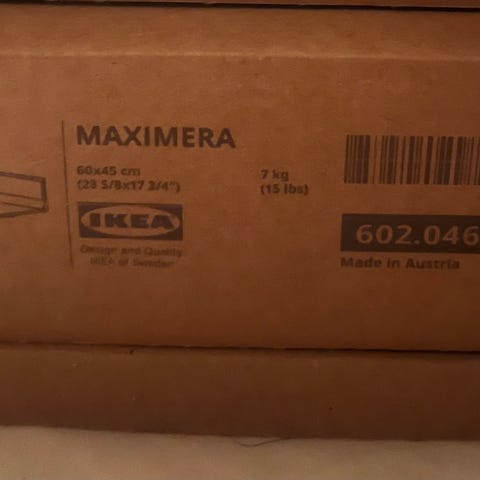 MAXIMERA
60x45 cm
(23 5/8x17 3/4")
7 kg
(15 lbs)
IKEA
Design and Quality
IKEA of Sweden
602.046
Made in Austria